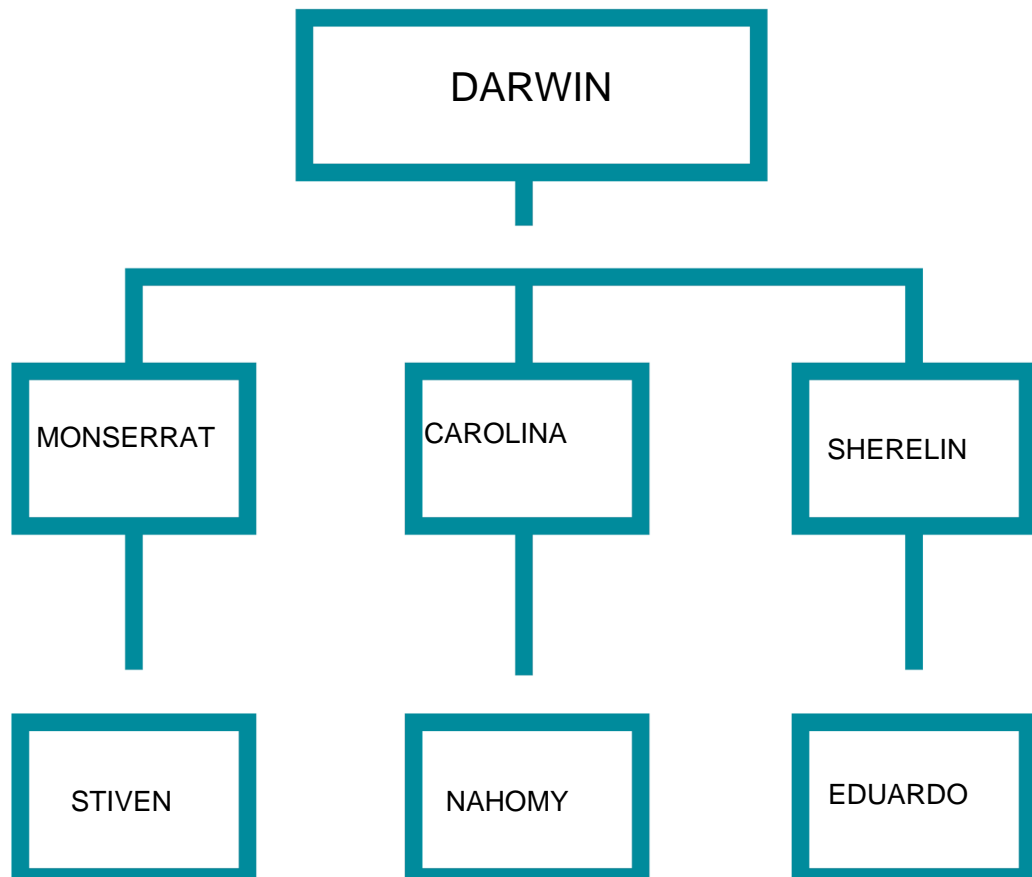 DARWIN
MONSERRAT
CAROLINA
SHERELIN
STIVEN
NAHOMY
EDUARDO